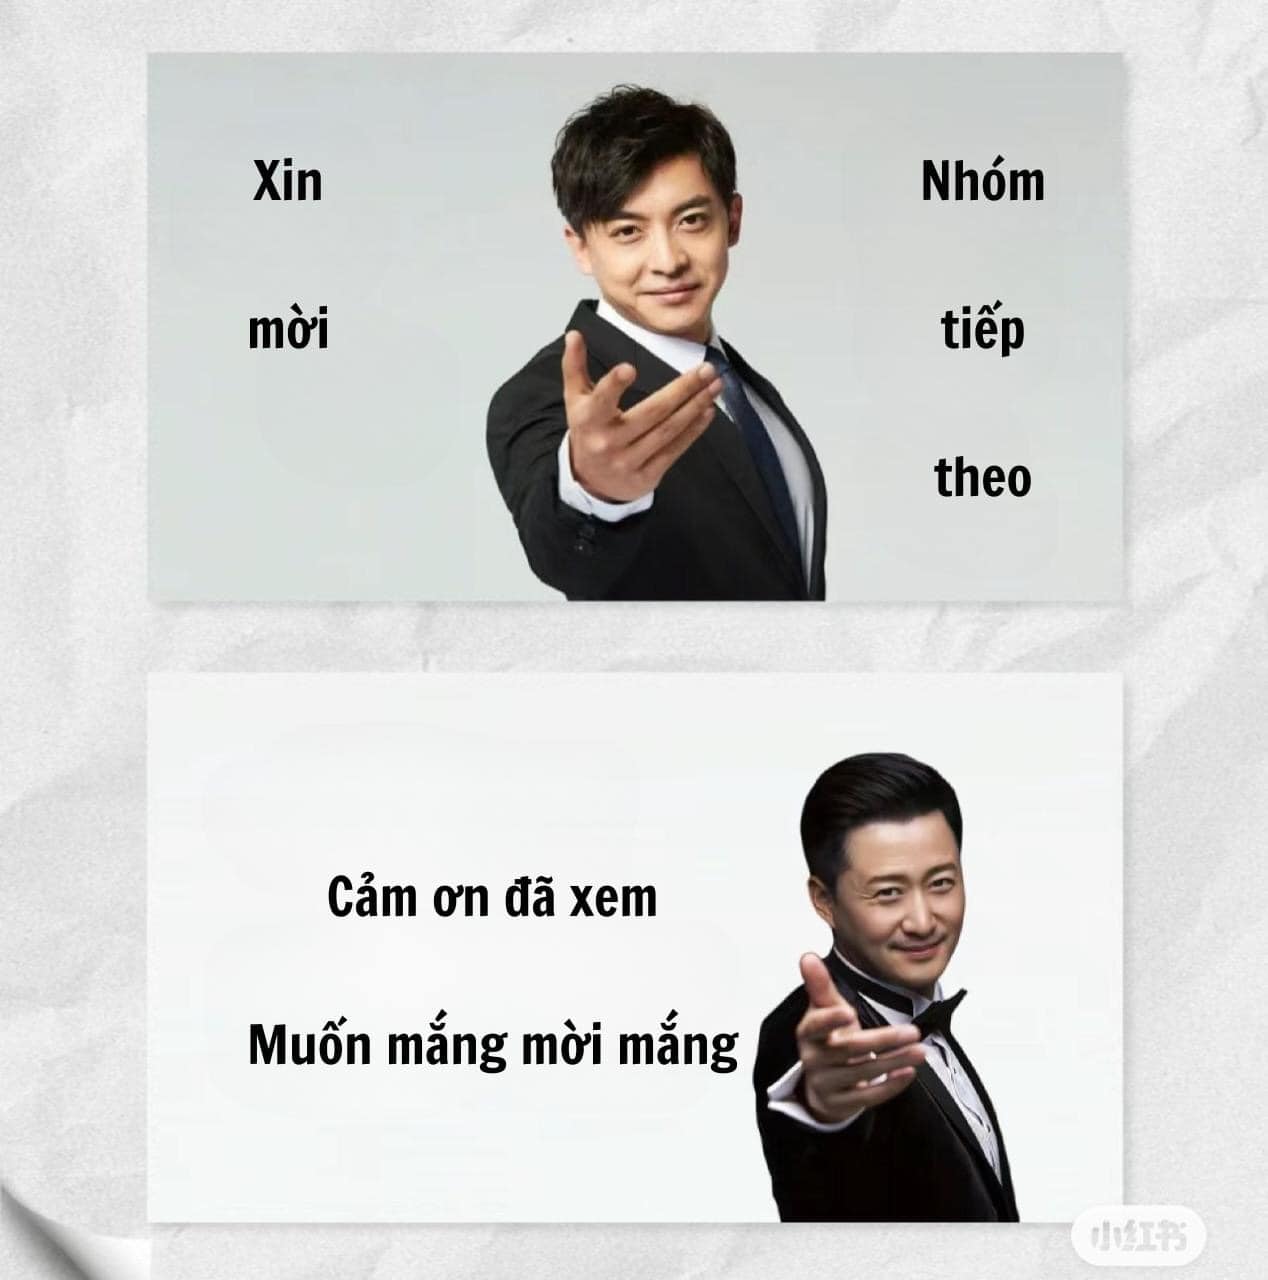 Xin
mời
Nhóm
tiếp
theo
Cảm ơn đã xem
Muốn mắng mời mắng
小红书